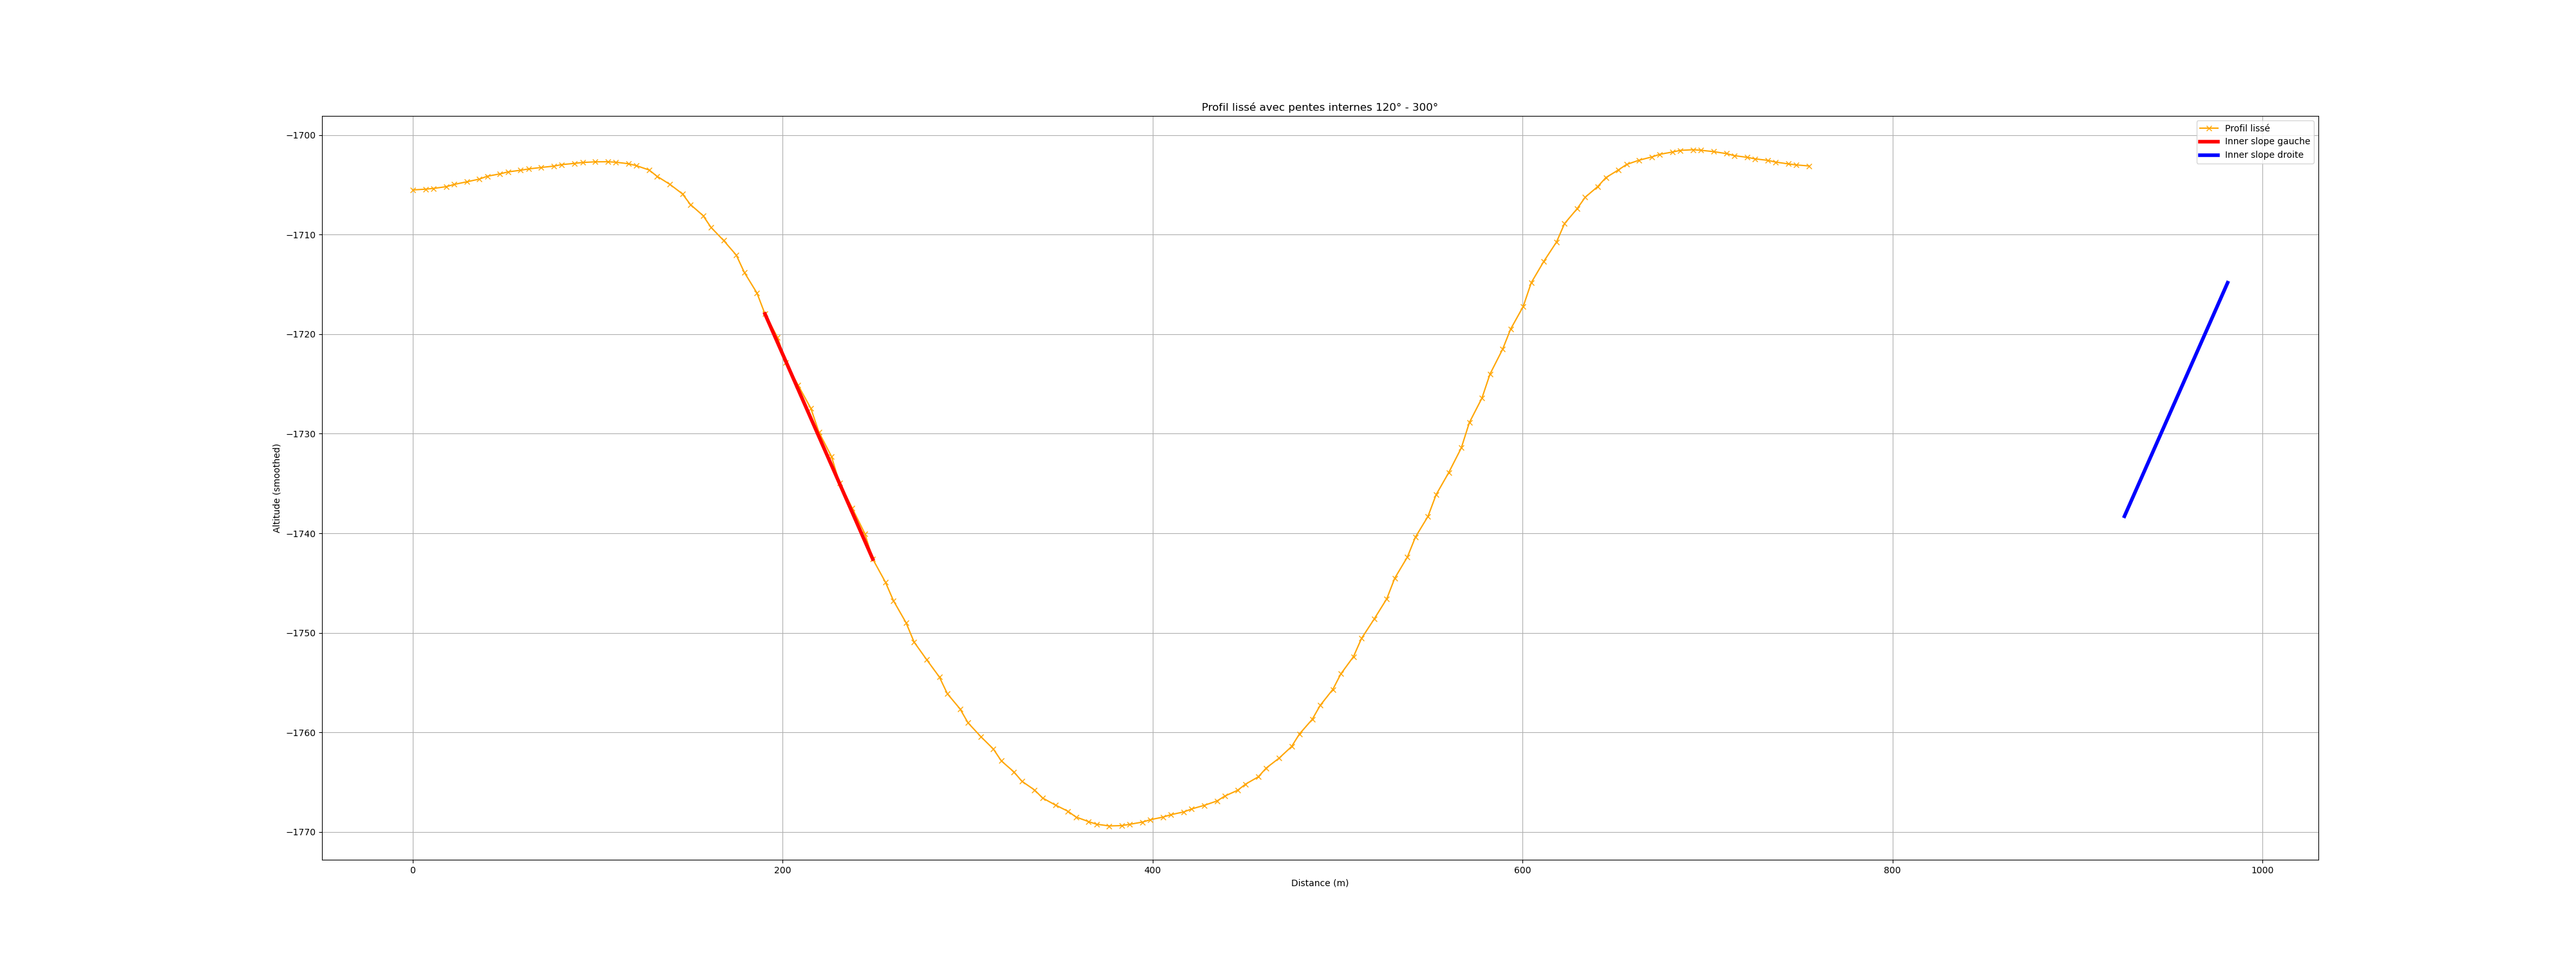 Profil lissé avec pentes internes 120° - 300°
Profil lissé
Inner slope gauche
Inner slope droite
Altitude (smoothed)
−1700
−1710
−1720
−1730
−1740
−1750
−1760
−1770
0 200 400 600 800 1000
Distance (m)